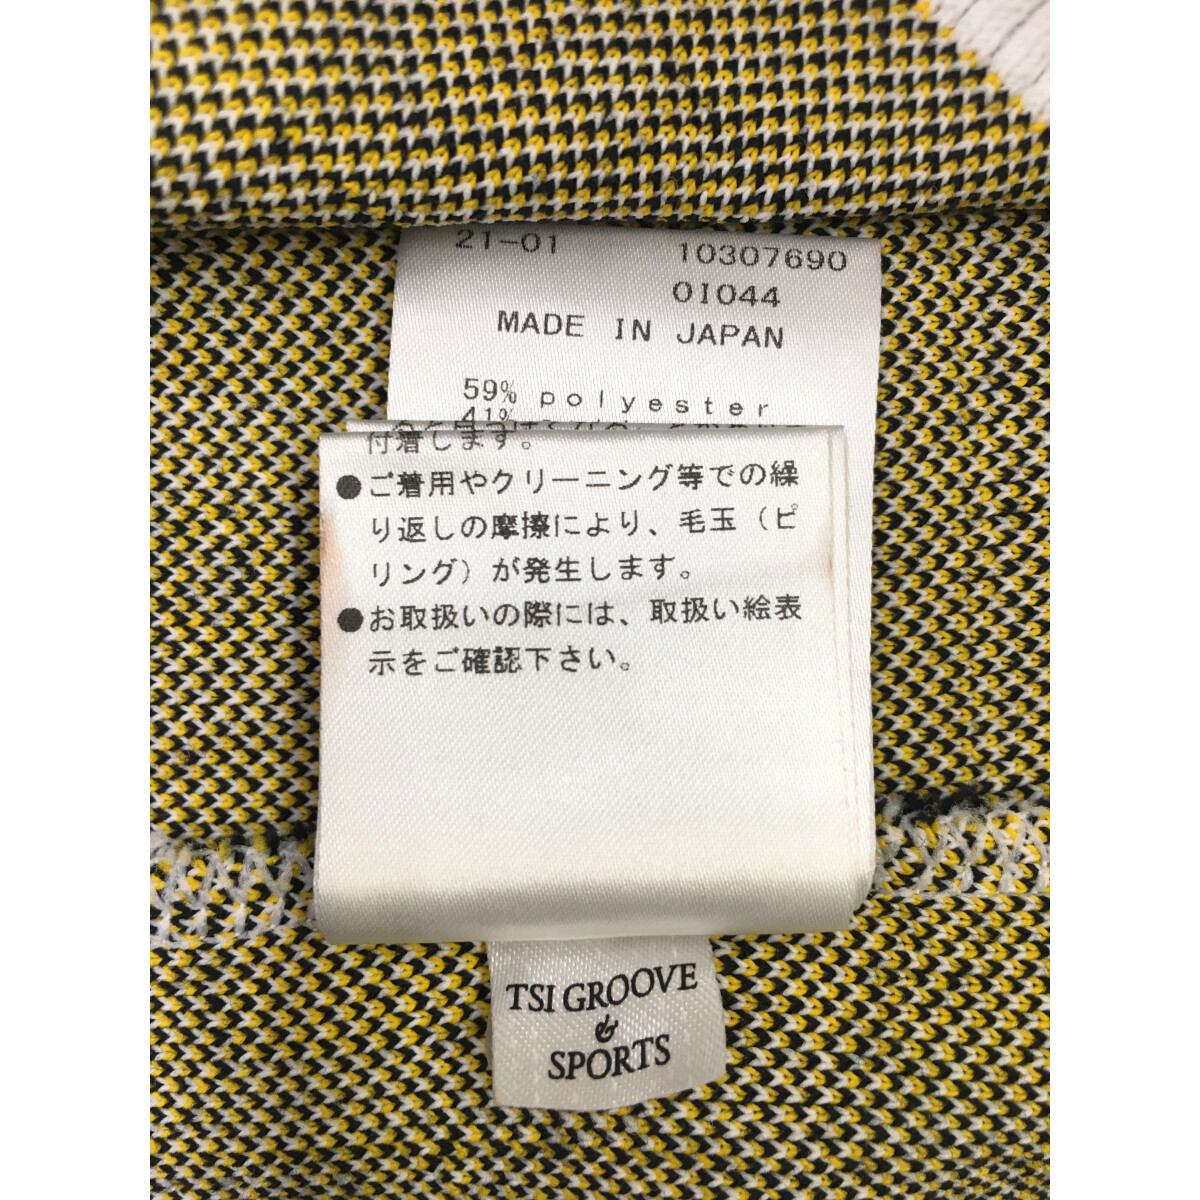 21-01 10307690
01044
MADE IN JAPAN
59% polyester
41%
付着します。
●ご着用やクリーニング等での繰
り返しの摩擦により、毛玉（ピ
リング）が発生します。
●お取扱いの際には、取扱い絵表
示をご確認下さい。
TSI GROOVE
&
SPORTS